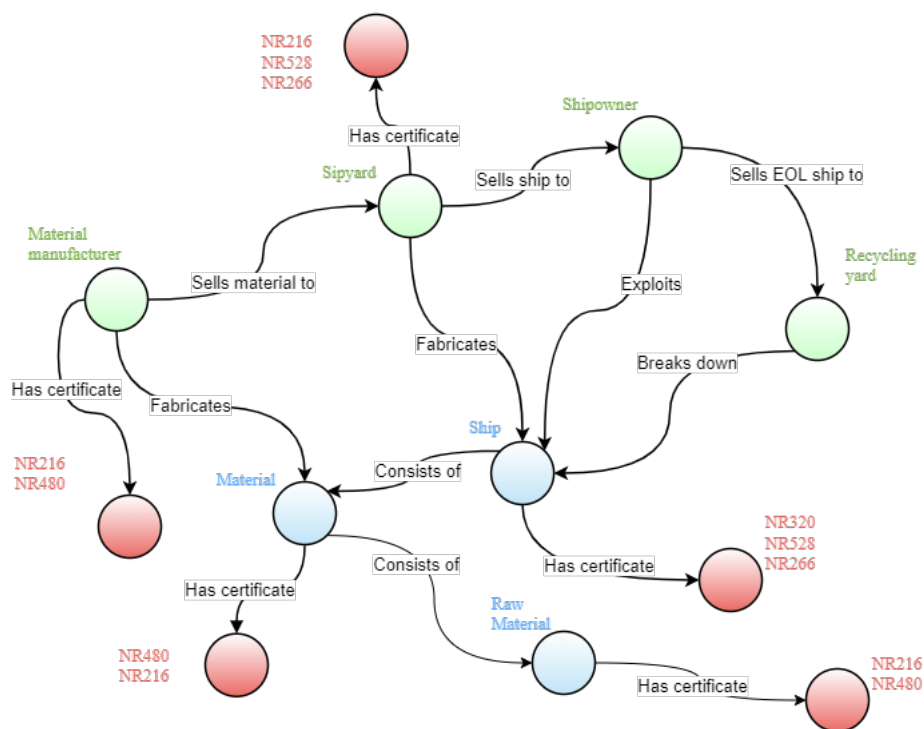 NR216
NR528
NR266
Shipowner
Has certificate
Sipyard
Sells ship to
Sells EOL ship to
Material
manufacturer
Recycling
yard
Sells material to
Exploits
Fabricates
Breaks down
Has certificate
Fabricates
Ship
NR216
NR480
Material
Consists of
NR320
NR528
NR266
Has certificate
Consists of
Has certificate
Raw
Material
NR480
NR216
Has certificate
NR216
NR480